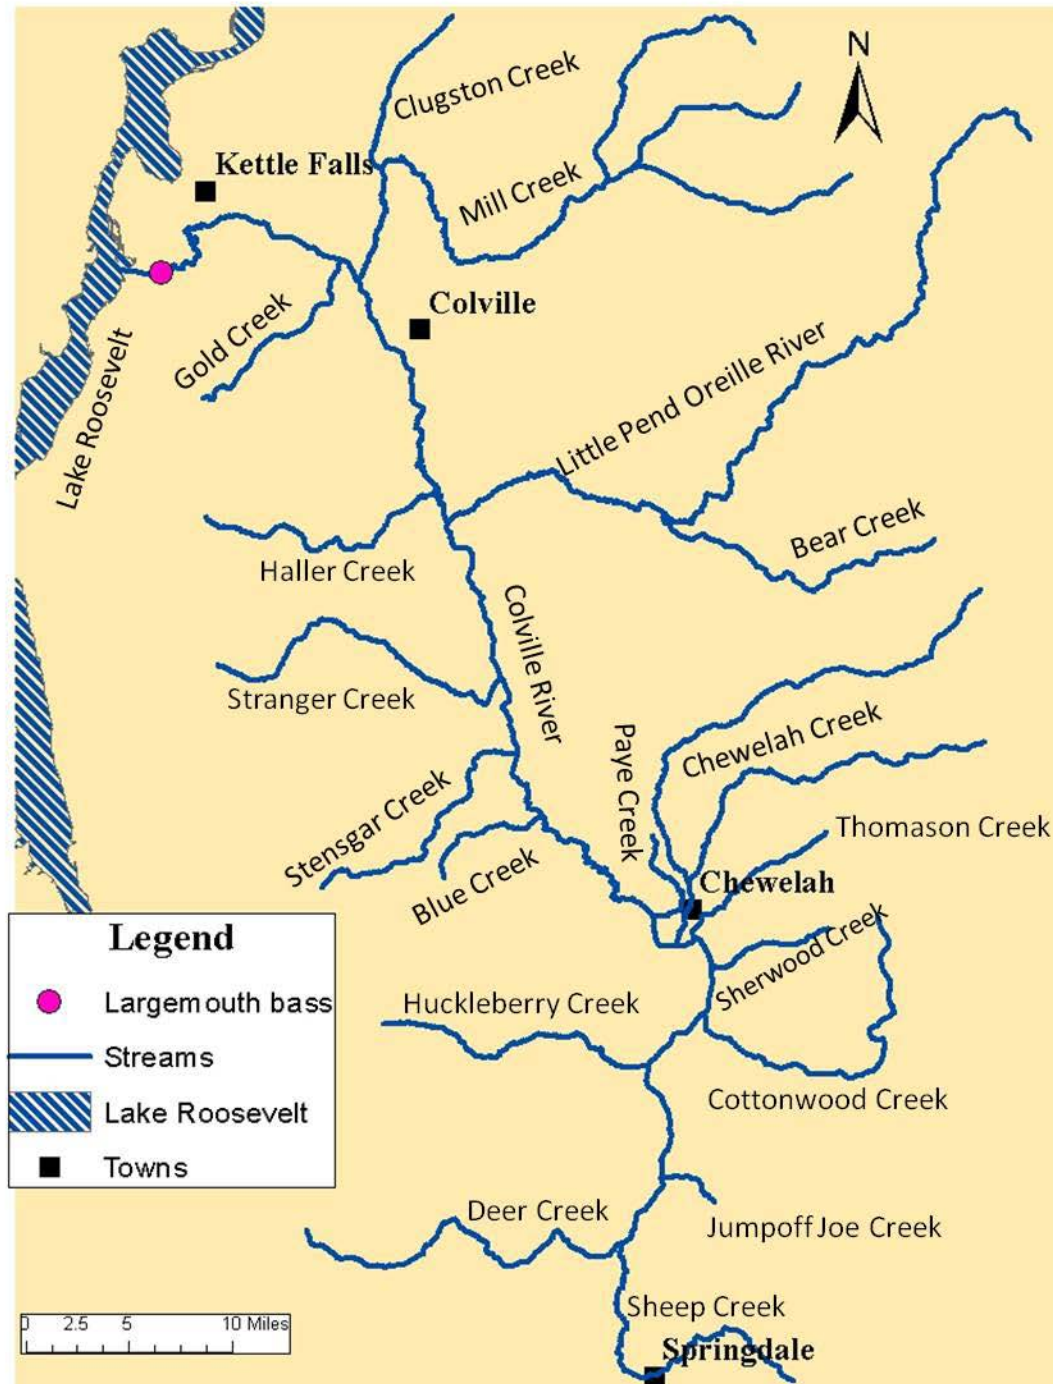 N
Clugston Creek
Kettle Falls
Mill Creek
Colville
Gold Creek
Lake Roosevelt
Little Pend Oreille River
Bear Creek
Haller Creek
Colville River
Stranger Creek
Paye Creek
Chewelah Creek
Stensgar Creek
Thomason Creek
Blue Creek
Chewelah
Sherwood Creek
Legend
Largemouth bass
Streams
Lake Roosevelt
Towns
Huckleberry Creek
Cottonwood Creek
Deer Creek
JumpoffJoe Creek
Sheep Creek
Springdale
0 2.5 5 10 Miles